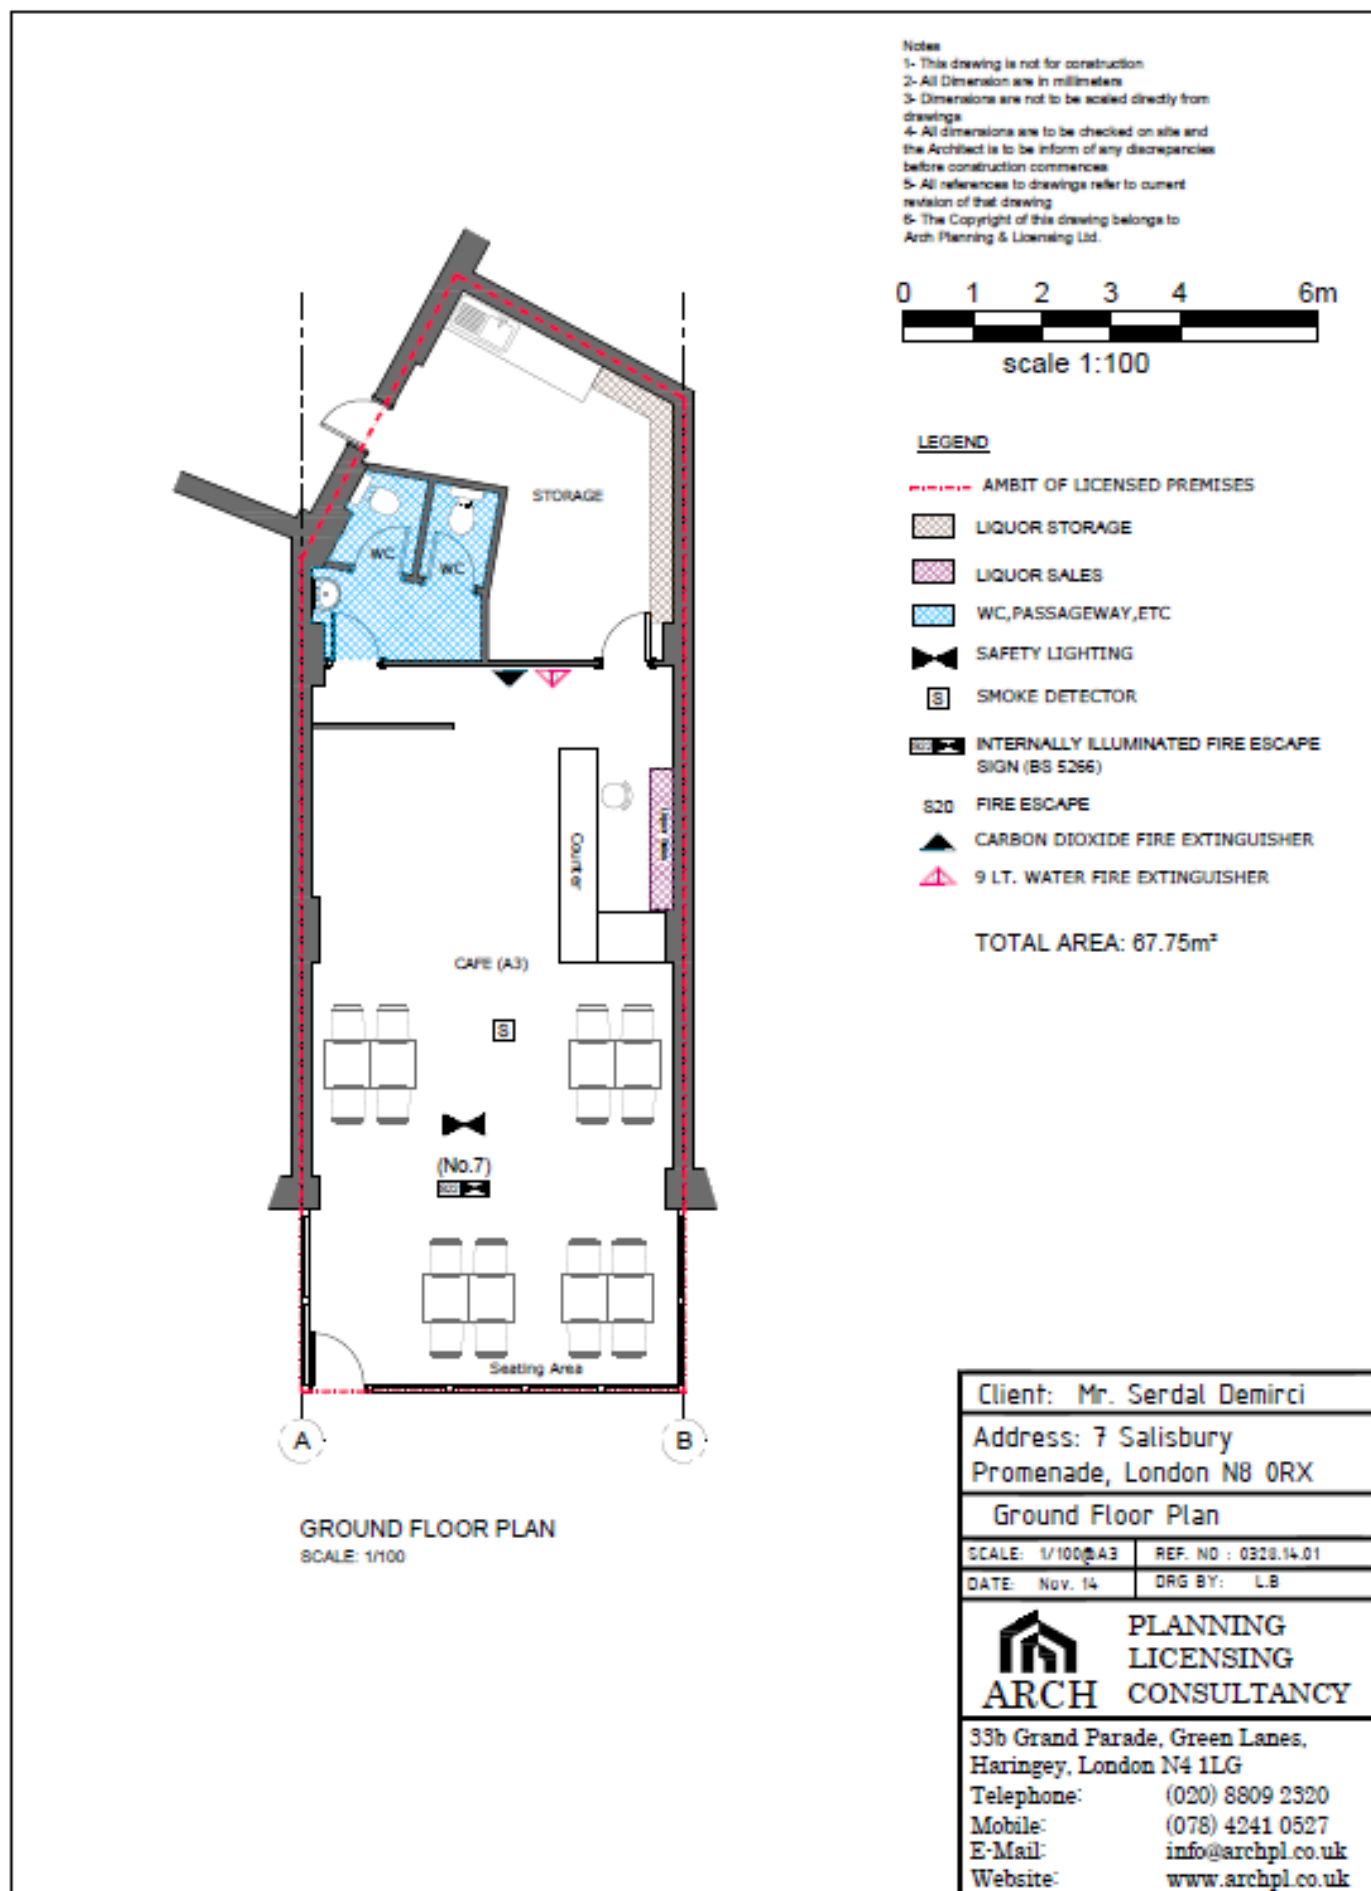 Notes
1- This drawing is not for construction
2- All Dimension are in millimeters
3- Dimensions are not to be scaled directly from
drawings
4- All dimensions are to be checked on site and
the Architect is to be inform of any discrepancies
before construction commences
5- All references to drawings refer to current
revision of that drawing
6- The Copyright of this drawing belongs to
Arch Planning & Licensing Ltd.
0 1 2 3 4 6m
scale 1:100
LEGEND
AMBIT OF LICENSED PREMISES
LIQUOR STORAGE
LIQUOR SALES
WC,PASSAGEWAY,ETC
SAFETY LIGHTING
S SMOKE DETECTOR
INTERNALLY ILLUMINATED FIRE ESCAPE
SIGN (BS 5266)
S20 FIRE ESCAPE
CARBON DIOXIDE FIRE EXTINGUISHER
9 LT. WATER FIRE EXTINGUISHER
TOTAL AREA: 67.75m²
STORAGE
WC
WC
Counter
CAFE (A3)
S
(No.7)
Seating Area
A B
GROUND FLOOR PLAN
SCALE: 1/100
Client: Mr. Serdal Demirci
Address: 7 Salisbury
Promenade, London N8 0RX
Ground Floor Plan
SCALE: 1/100@A3 REF. NO : 0328.14.01
DATE: Nov. 14 DRG BY: L.B
ARCH
PLANNING
LICENSING
CONSULTANCY
33b Grand Parade, Green Lanes,
Haringey, London N4 1LG
Telephone: (020) 8809 2320
Mobile: (078) 4241 0527
E-Mail: info@archpl.co.uk
Website: www.archpl.co.uk